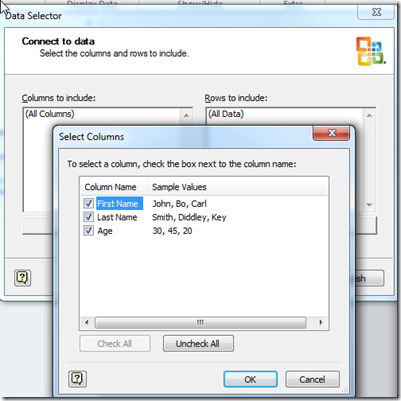 Display Data Show/Hide Extra
Data Selector
Connect to data
Select the columns and rows to include.
Columns to include: Rows to include:
(All Columns) (All Data)
Select Columns
To select a column, check the box next to the column name:
Column Name Sample Values
First Name John, Bo, Carl
Last Name Smith, Diddley, Key
Age 30, 45, 20
Check All Uncheck All
OK Cancel